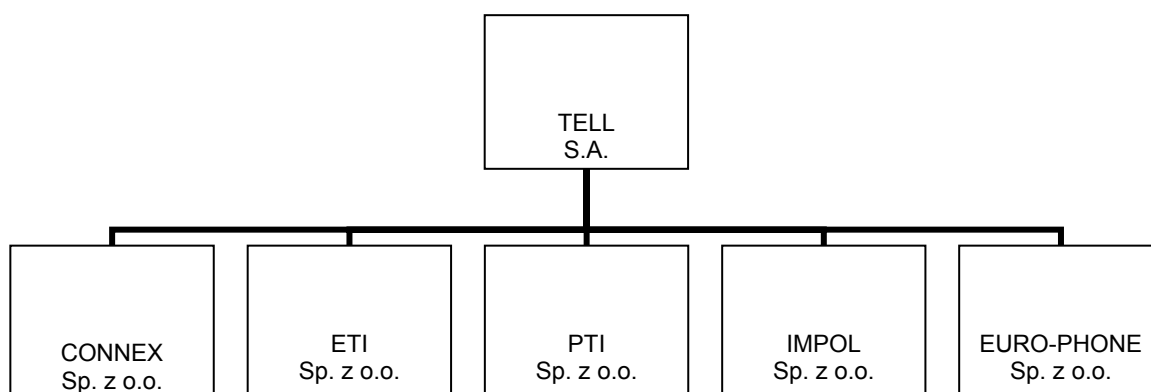 TELL
S.A.
CONNEX
Sp. z o.o.
ETI
Sp. z o.o.
PTI
Sp. z o.o.
IMPOL
Sp. z o.o.
EURO-PHONE
Sp. z o.o.